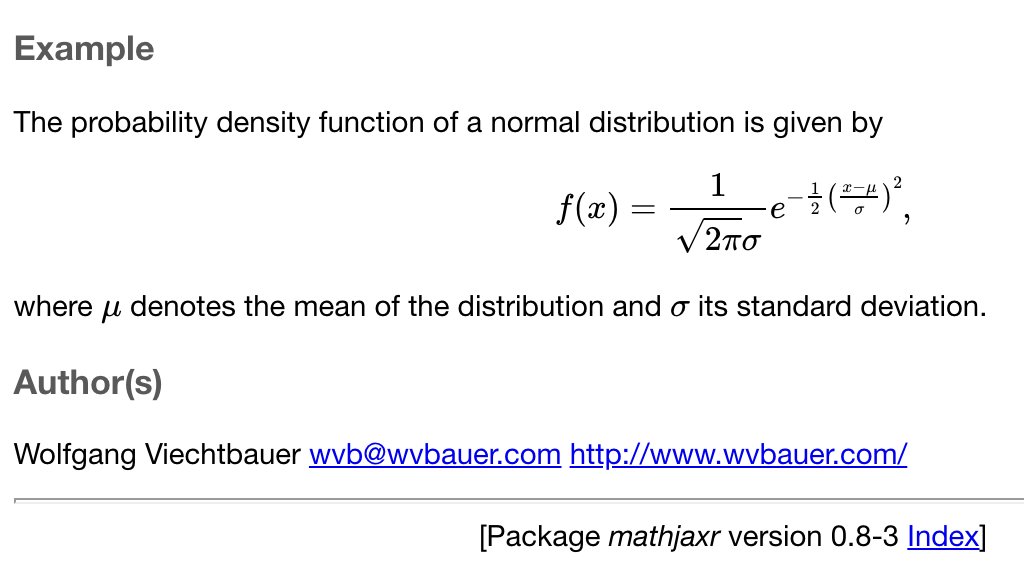 Example
The probability density function of a normal distribution is given by
f(x) = \frac{1}{\sqrt{2\pi}\sigma} e^{-\frac{1}{2}\left(\frac{x-\mu}{\sigma}\right)^2},
where μ denotes the mean of the distribution and σ its standard deviation.
Author(s)
Wolfgang Viechtbauer wvb@wvbauer.com http://www.wvbauer.com/
[Package mathjaxr version 0.8-3 Index]